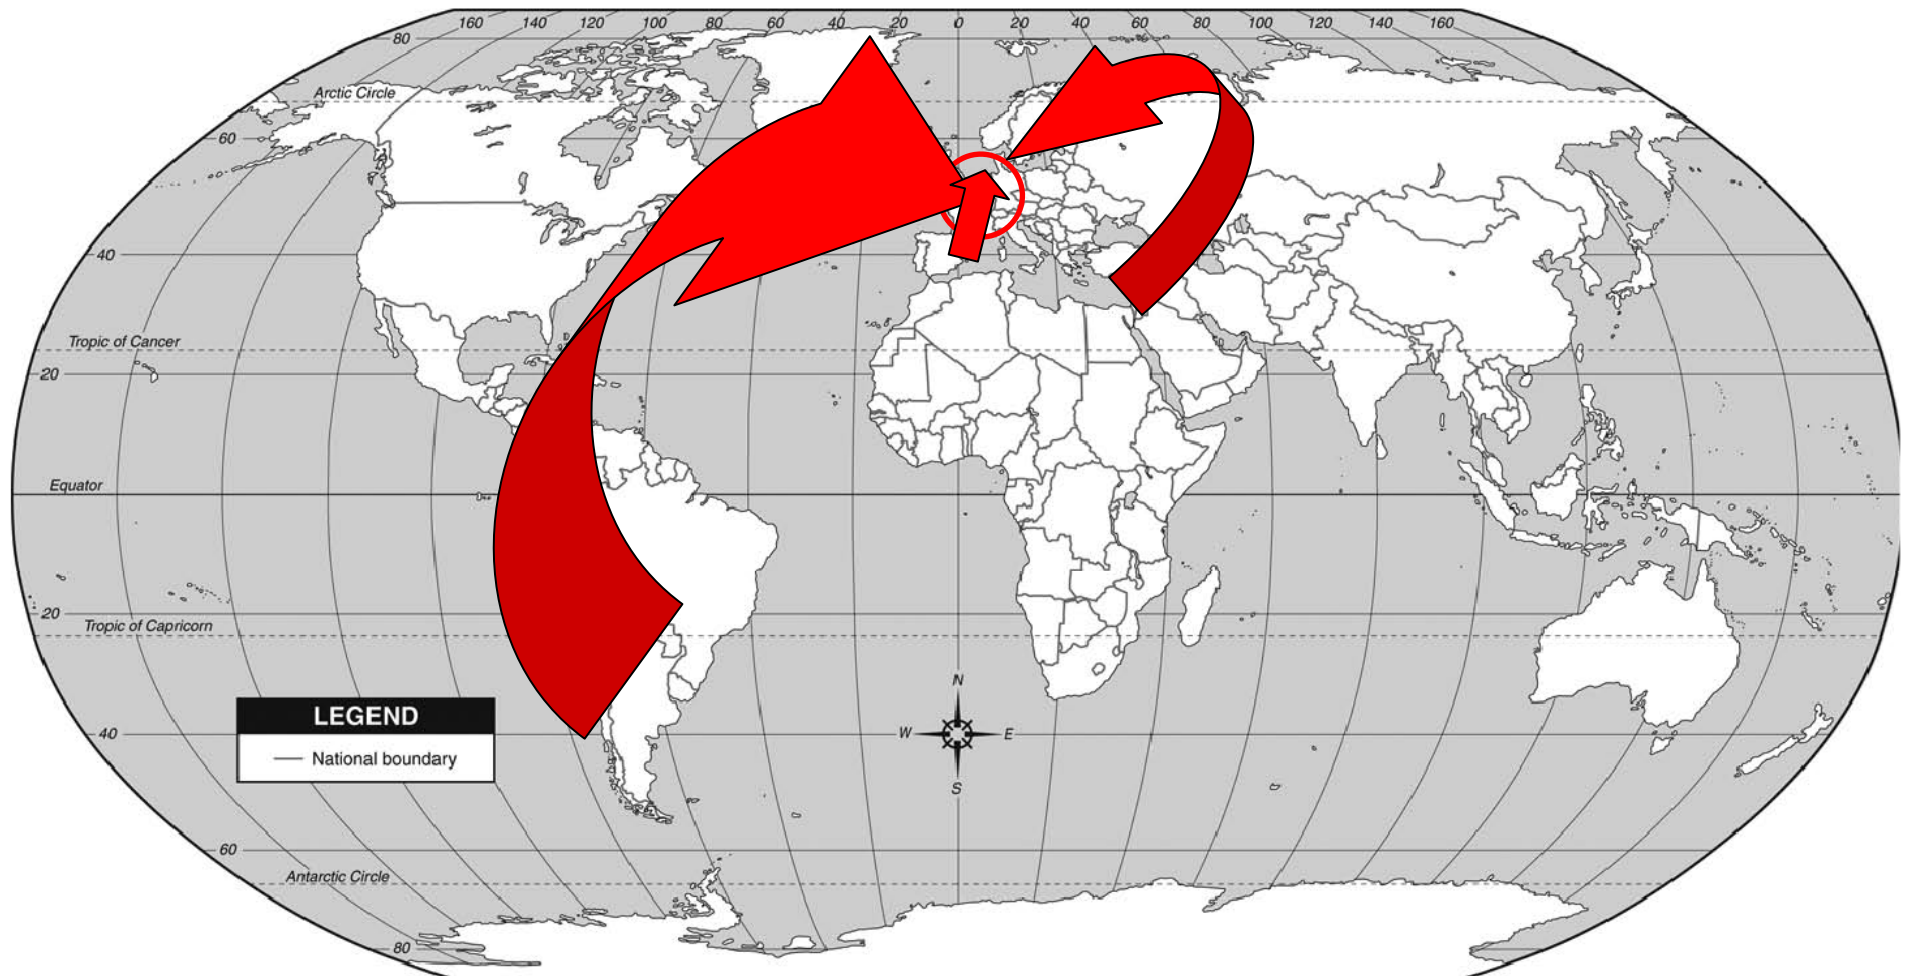 160 140 120 100 80 60 40 20 0 20 40 60 80 100 120 140 160
80
Arctic Circle
60
40
Tropic of Cancer
20
Equator
20
Tropic of Capricorn
N
W E
S
LEGEND
National boundary
40
60
Antarctic Circle
80